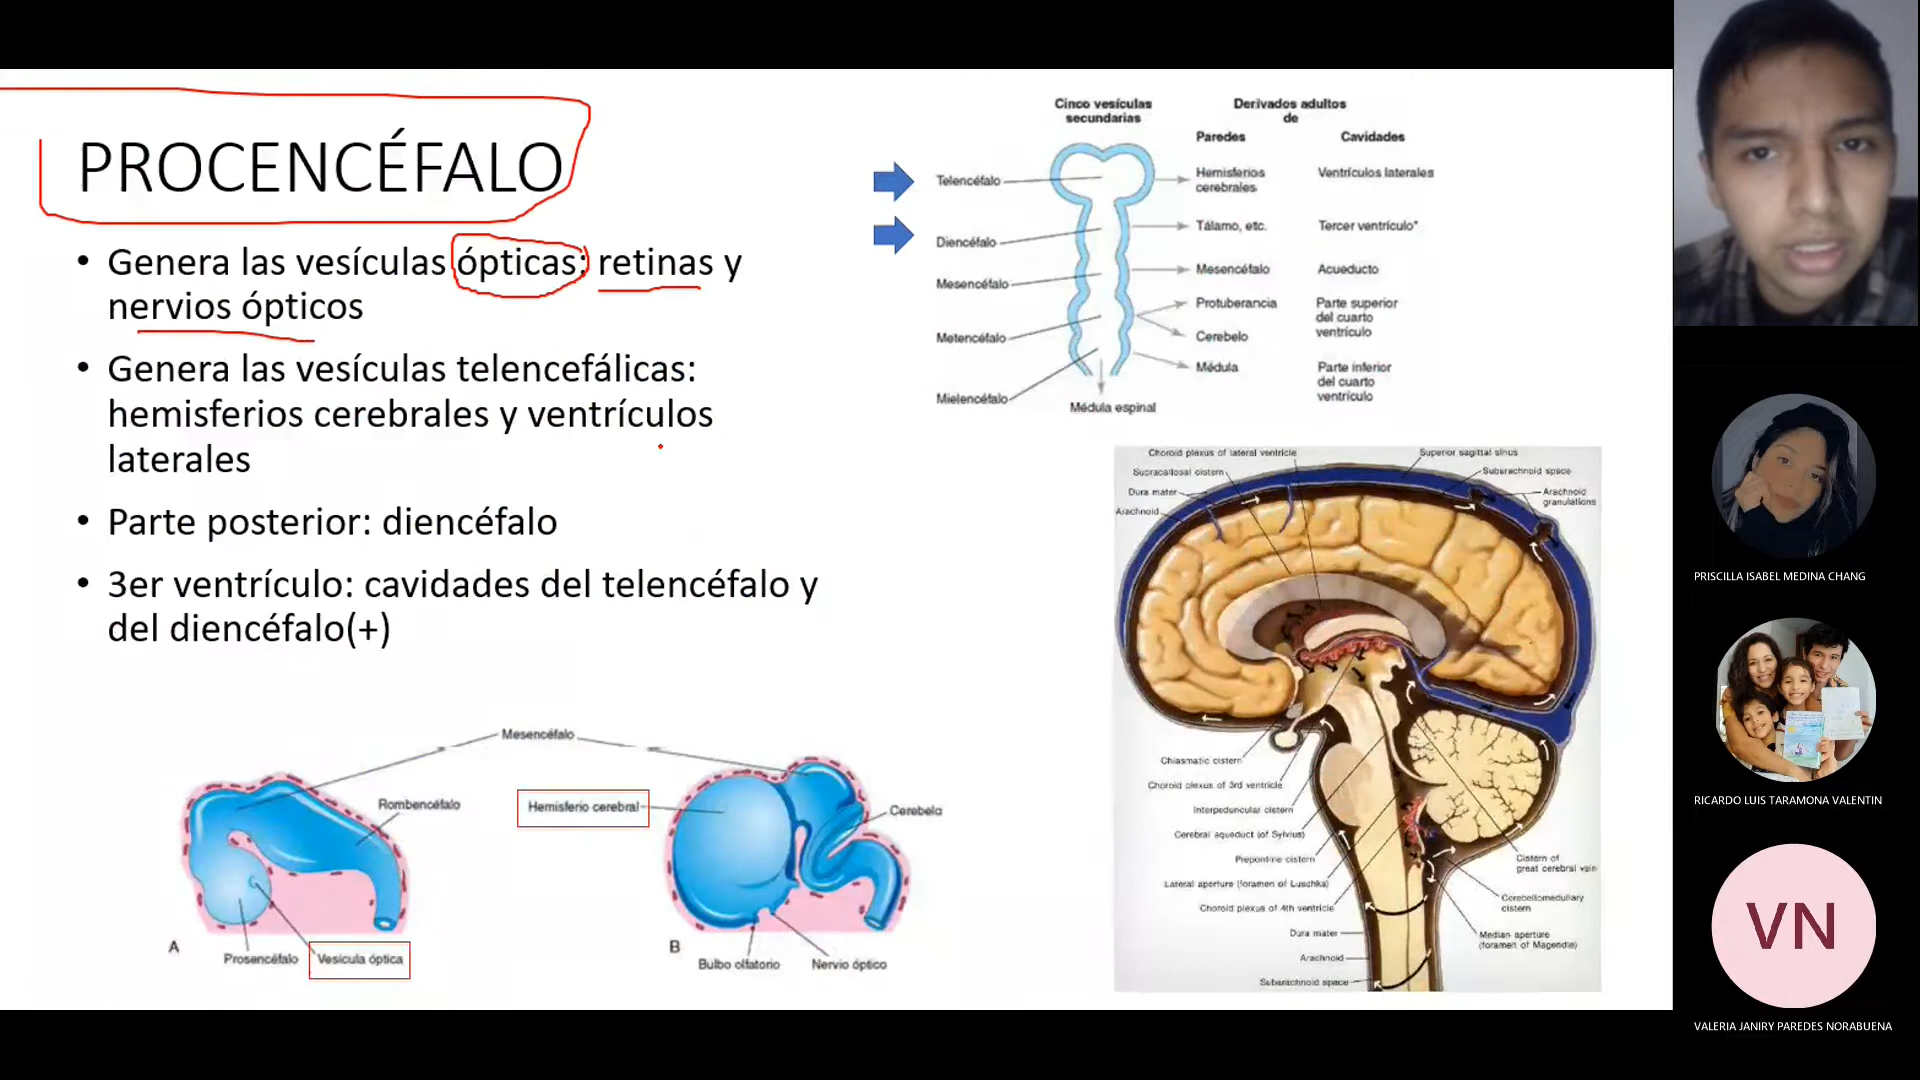 PROCENCÉFALO
• Genera las vesículas ópticas: retinas y
nervios ópticos
• Genera las vesículas telencefálicas:
hemisferios cerebrales y ventrículos
laterales
• Parte posterior: diencéfalo
• 3er ventrículo: cavidades del telencéfalo y
del diencéfalo(+)
Cinco vesículas
secundarias
Derivados adultos
de
Paredes
Cavidades
Telencéfalo
Hemisferios
cerebrales
Ventrículos laterales
Diencéfalo
Tálamo, etc.
Tercer ventrículo*
Mesencéfalo
Mesencéfalo
Acueducto
Metencéfalo
Protuberancia
Parte superior
del cuarto
ventrículo
Cerebelo
Mielencéfalo
Médula
Parte inferior
del cuarto
ventrículo
Médula espinal
Mesencéfalo
Rombencéfalo
Hemisferio cerebral
Cerebelo
A
Prosencéfalo
Vesícula óptica
B
Bulbo olfatorio
Nervio óptico
Choroid plexus of lateral ventricle
Supracallosal cistern
Dura mater
Arachnoid
Superior sagittal sinus
Subarachnoid space
Arachnoid
granulations
Chiasmatic cistern
Choroid plexus of 3rd ventricle
Interpeduncular cistern
Cerebral aqueduct (of Sylvius)
Prepontine cistern
Lateral aperture (foramen of Luschka)
Choroid plexus of 4th ventricle
Dura mater
Arachnoid
Subarachnoid space
Cistern of
great cerebral vein
Cerebellomedullary
cistern
Median aperture
(foramen of Magendie)
PRISCILLA ISABEL MEDINA CHANG
RICARDO LUIS TARAMONA VALENTIN
VN
VALERIA JANIRY PAREDES NORABUENA